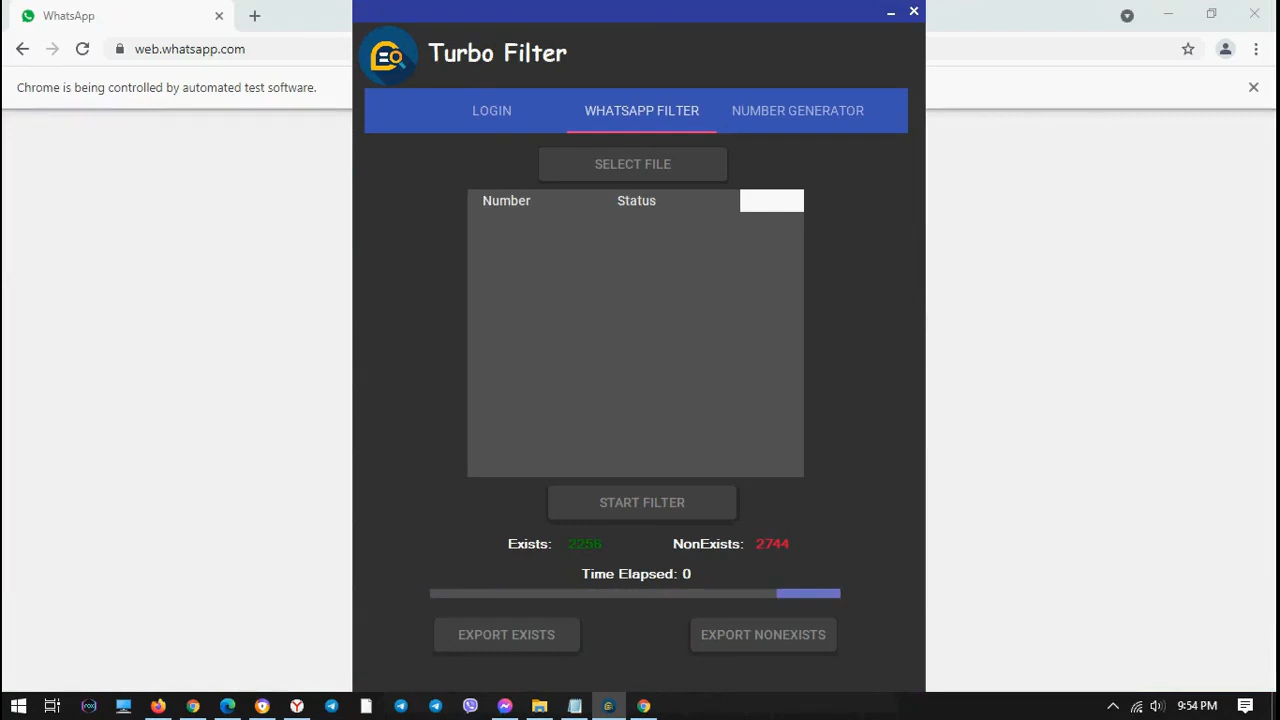 WhatsApp
web.whatsapp.com
Chrome is being controlled by automated test software.
Turbo Filter
LOGIN WHATSAPP FILTER NUMBER GENERATOR
SELECT FILE
Number Status
START FILTER
Exists: 2256 NonExists: 2744
Time Elapsed: 0
EXPORT EXISTS EXPORT NONEXISTS
9:54 PM